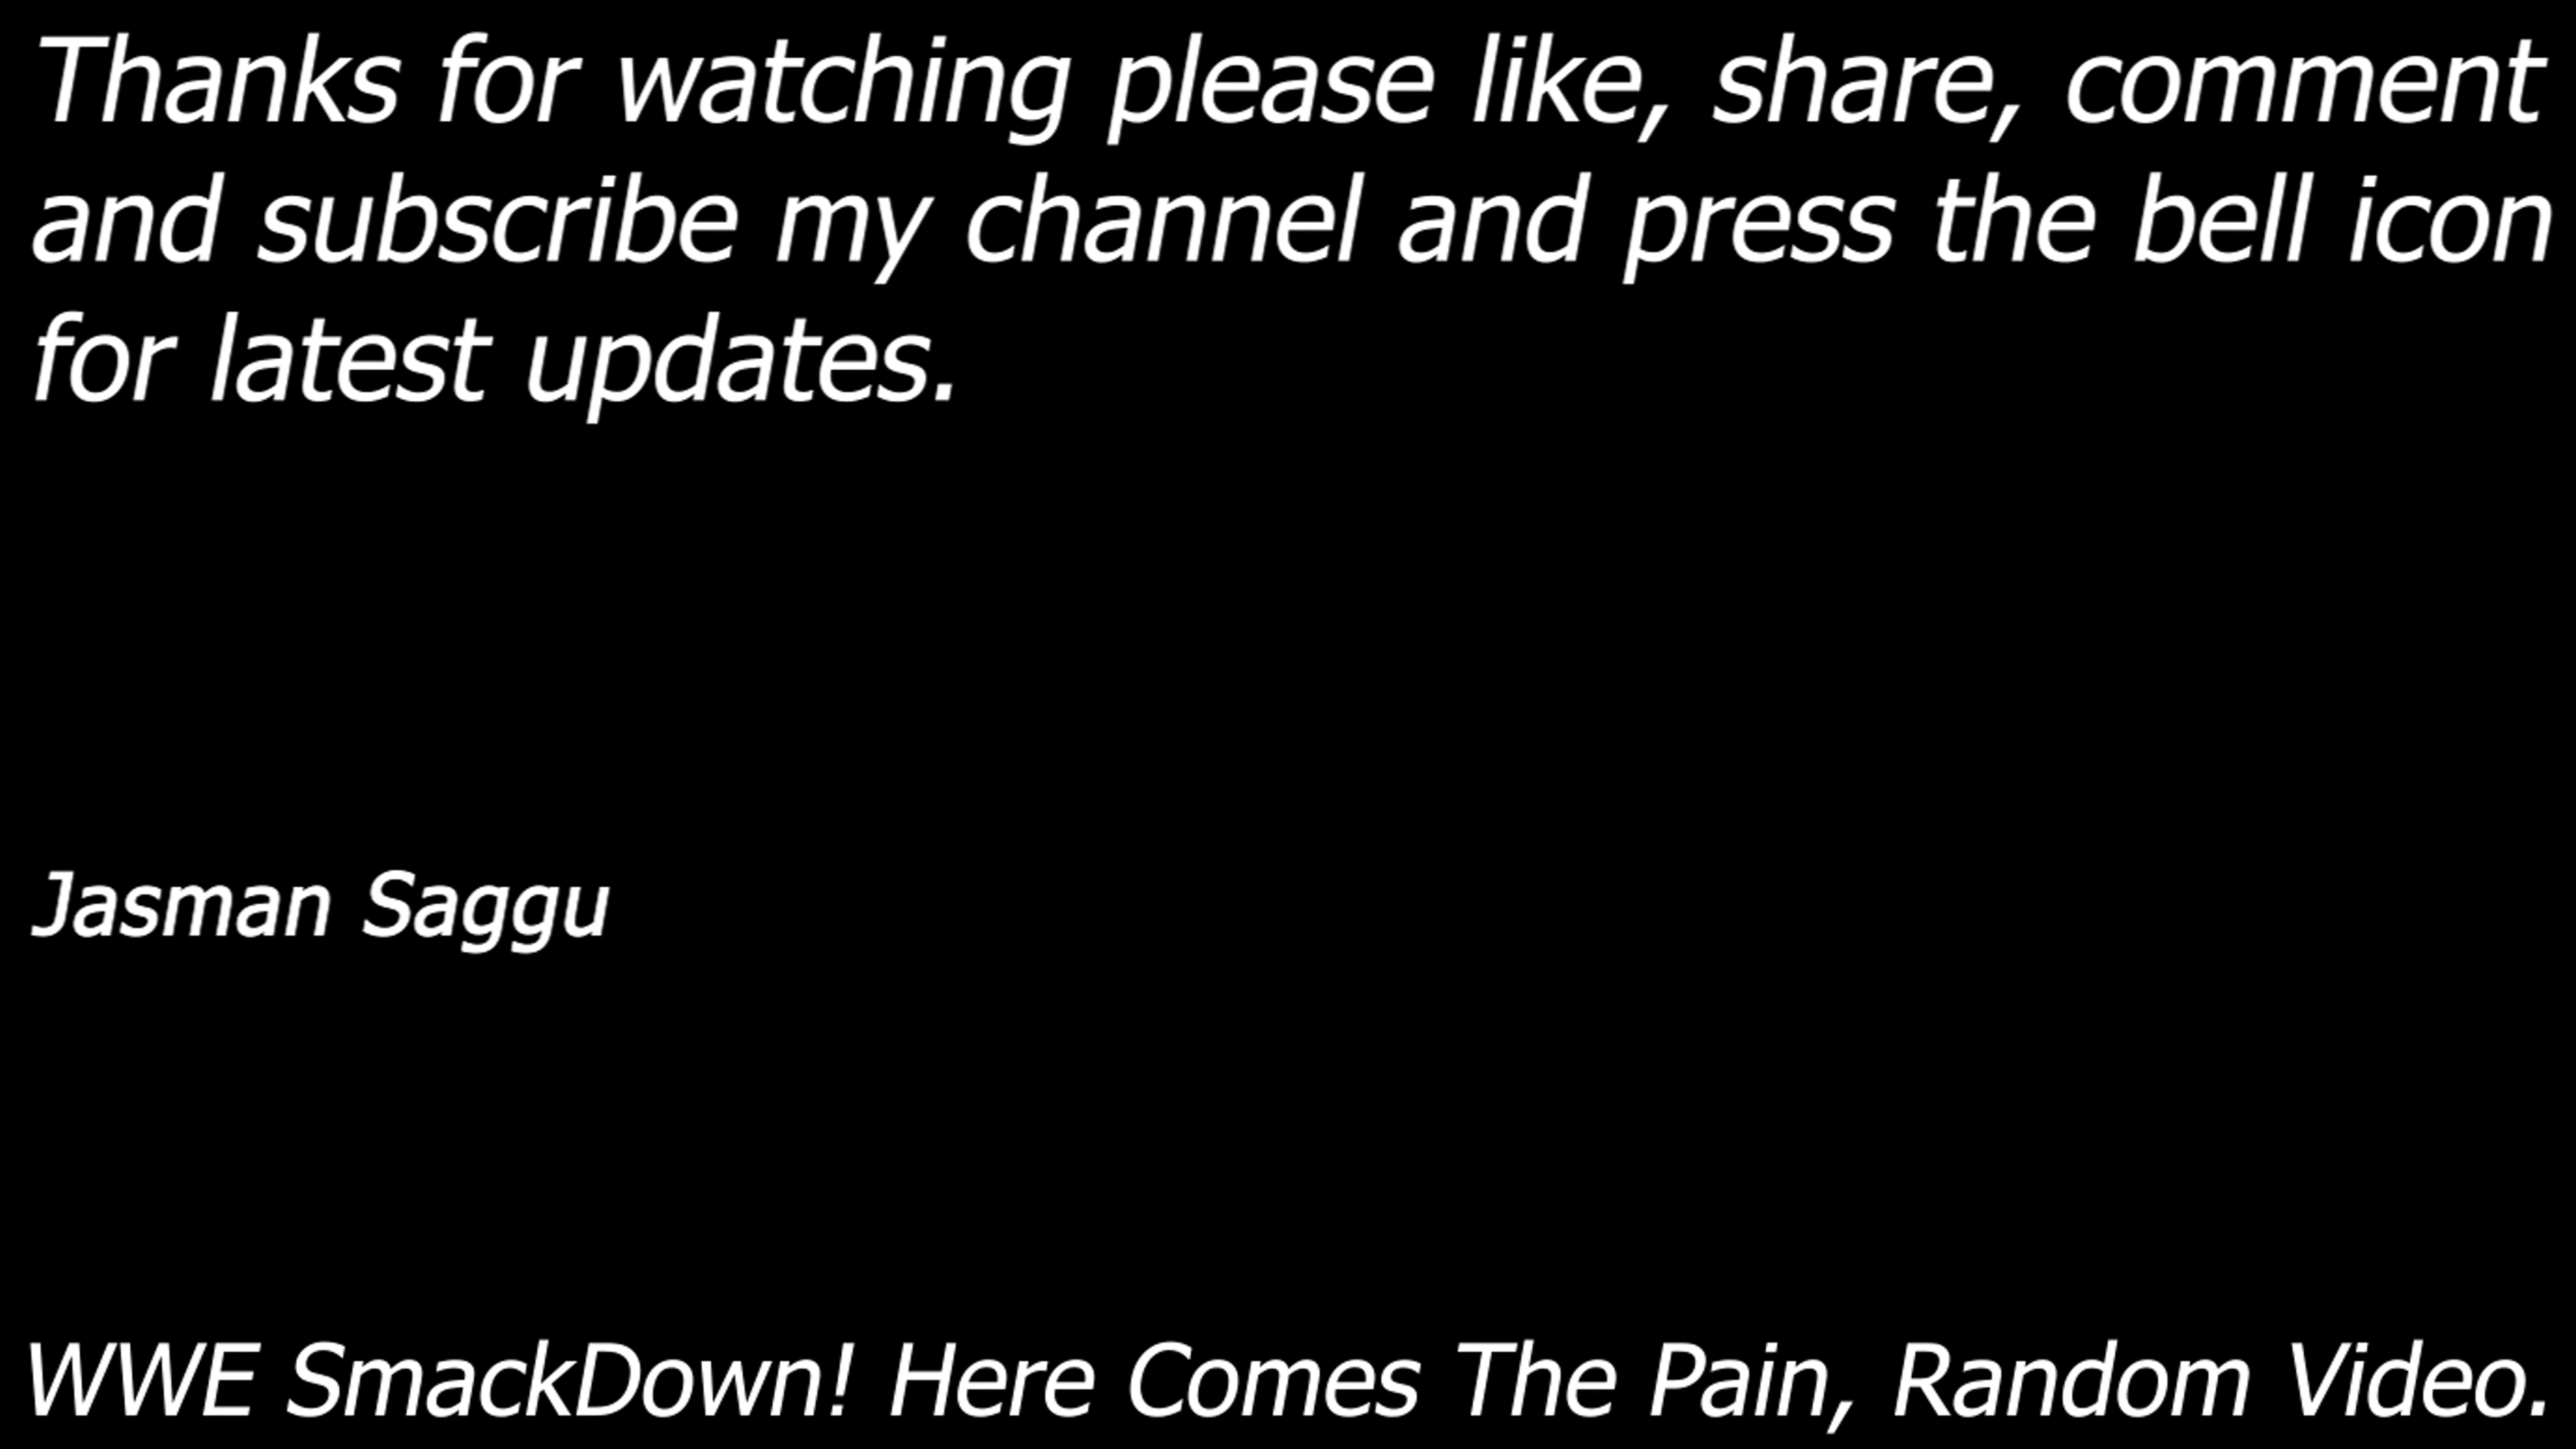 Thanks for watching please like, share, comment
and subscribe my channel and press the bell icon
for latest updates.
Jasman Saggu
WWE SmackDown! Here Comes The Pain, Random Video.